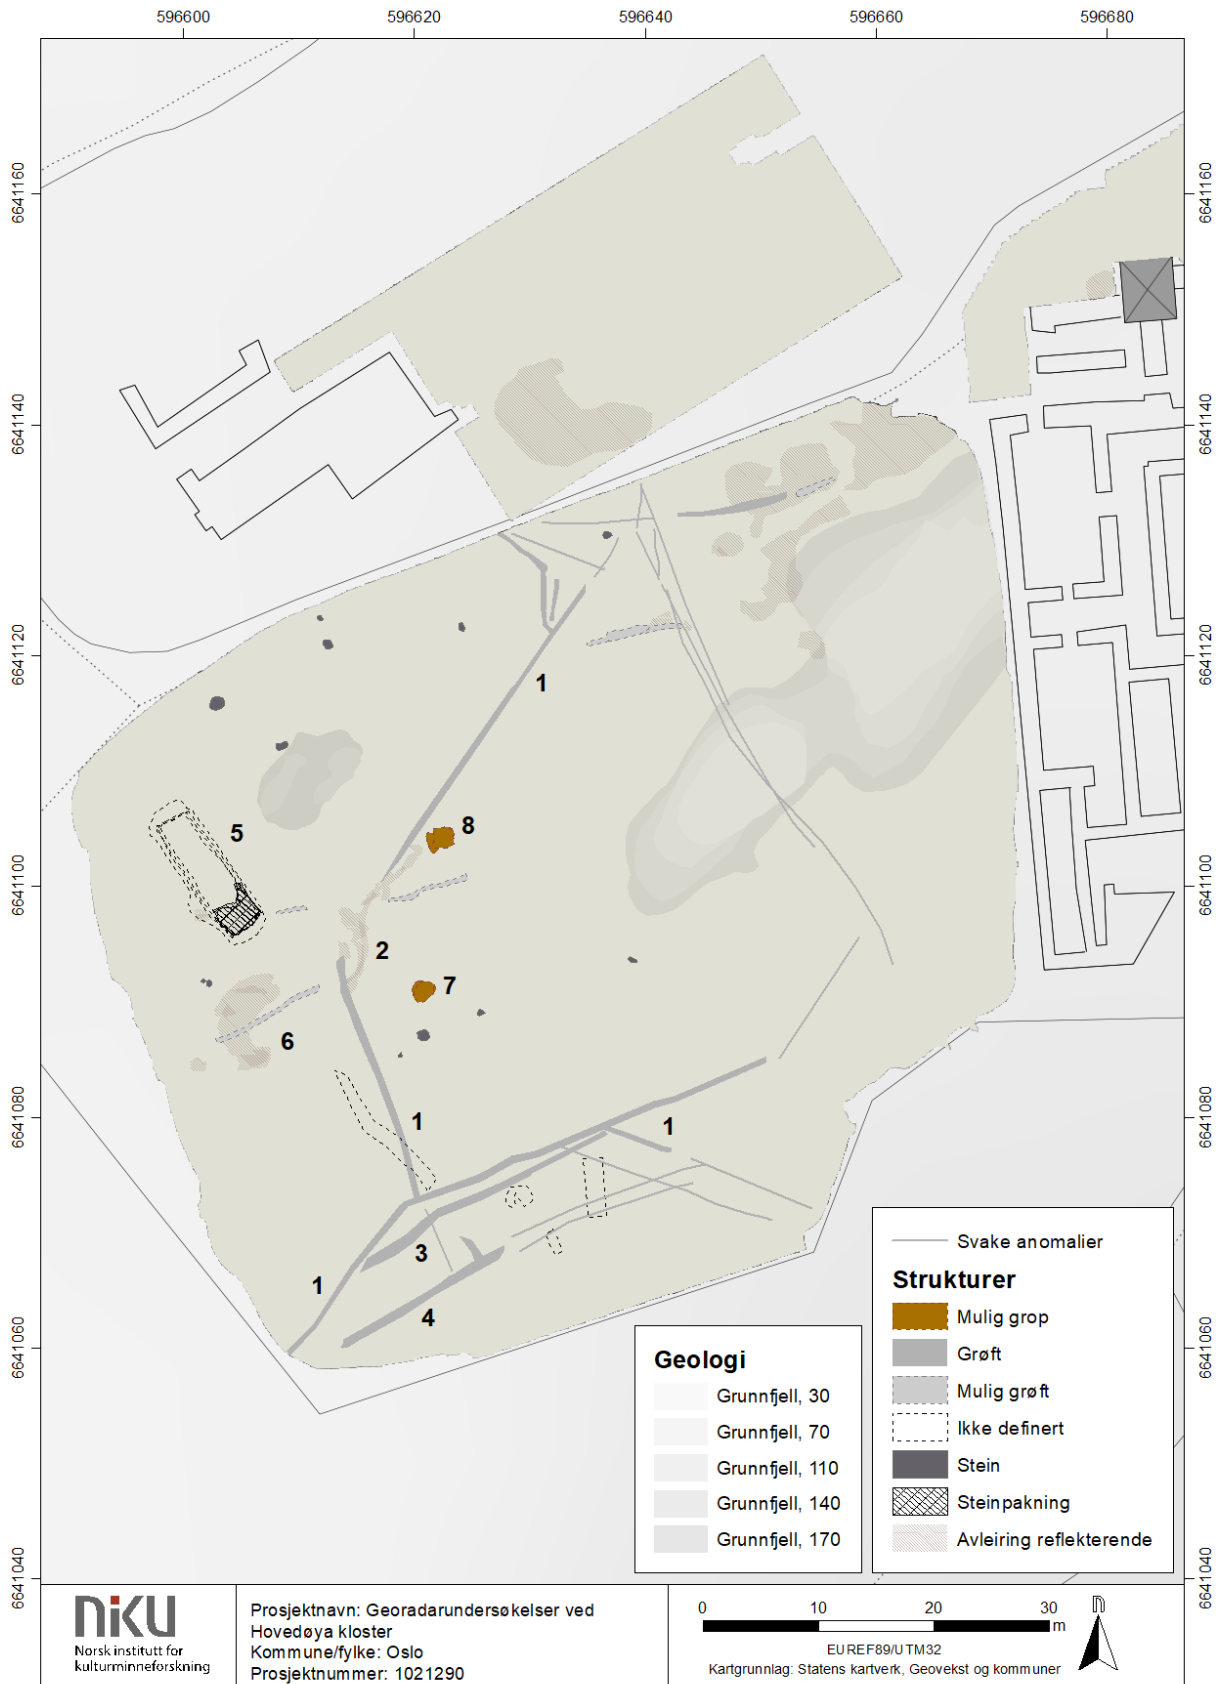 596600
596620
596640
596660
596680
6641160
6641160
6641140
6641140
6641120
6641120
6641100
6641100
6641080
6641080
6641060
6641060
6641040
6641040
1
5
8
2
7
6
1
1
3
1
4
Svake anomalier
Strukturer
Mulig grop
Grøft
Mulig grøft
Ikke definert
Stein
Steinpakning
Avleiring reflekterende
Geologi
Grunnfjell, 30
Grunnfjell, 70
Grunnfjell, 110
Grunnfjell, 140
Grunnfjell, 170
niKU
Norsk institutt for
kulturminneforskning
Prosjektnavn: Georadarundersøkelser ved
Hovedøya kloster
Kommune/fylke: Oslo
Prosjektnummer: 1021290
0 10 20 30
m
EUREF89/UTM32
Kartgrunnlag: Statens kartverk, Geovekst og kommuner
n